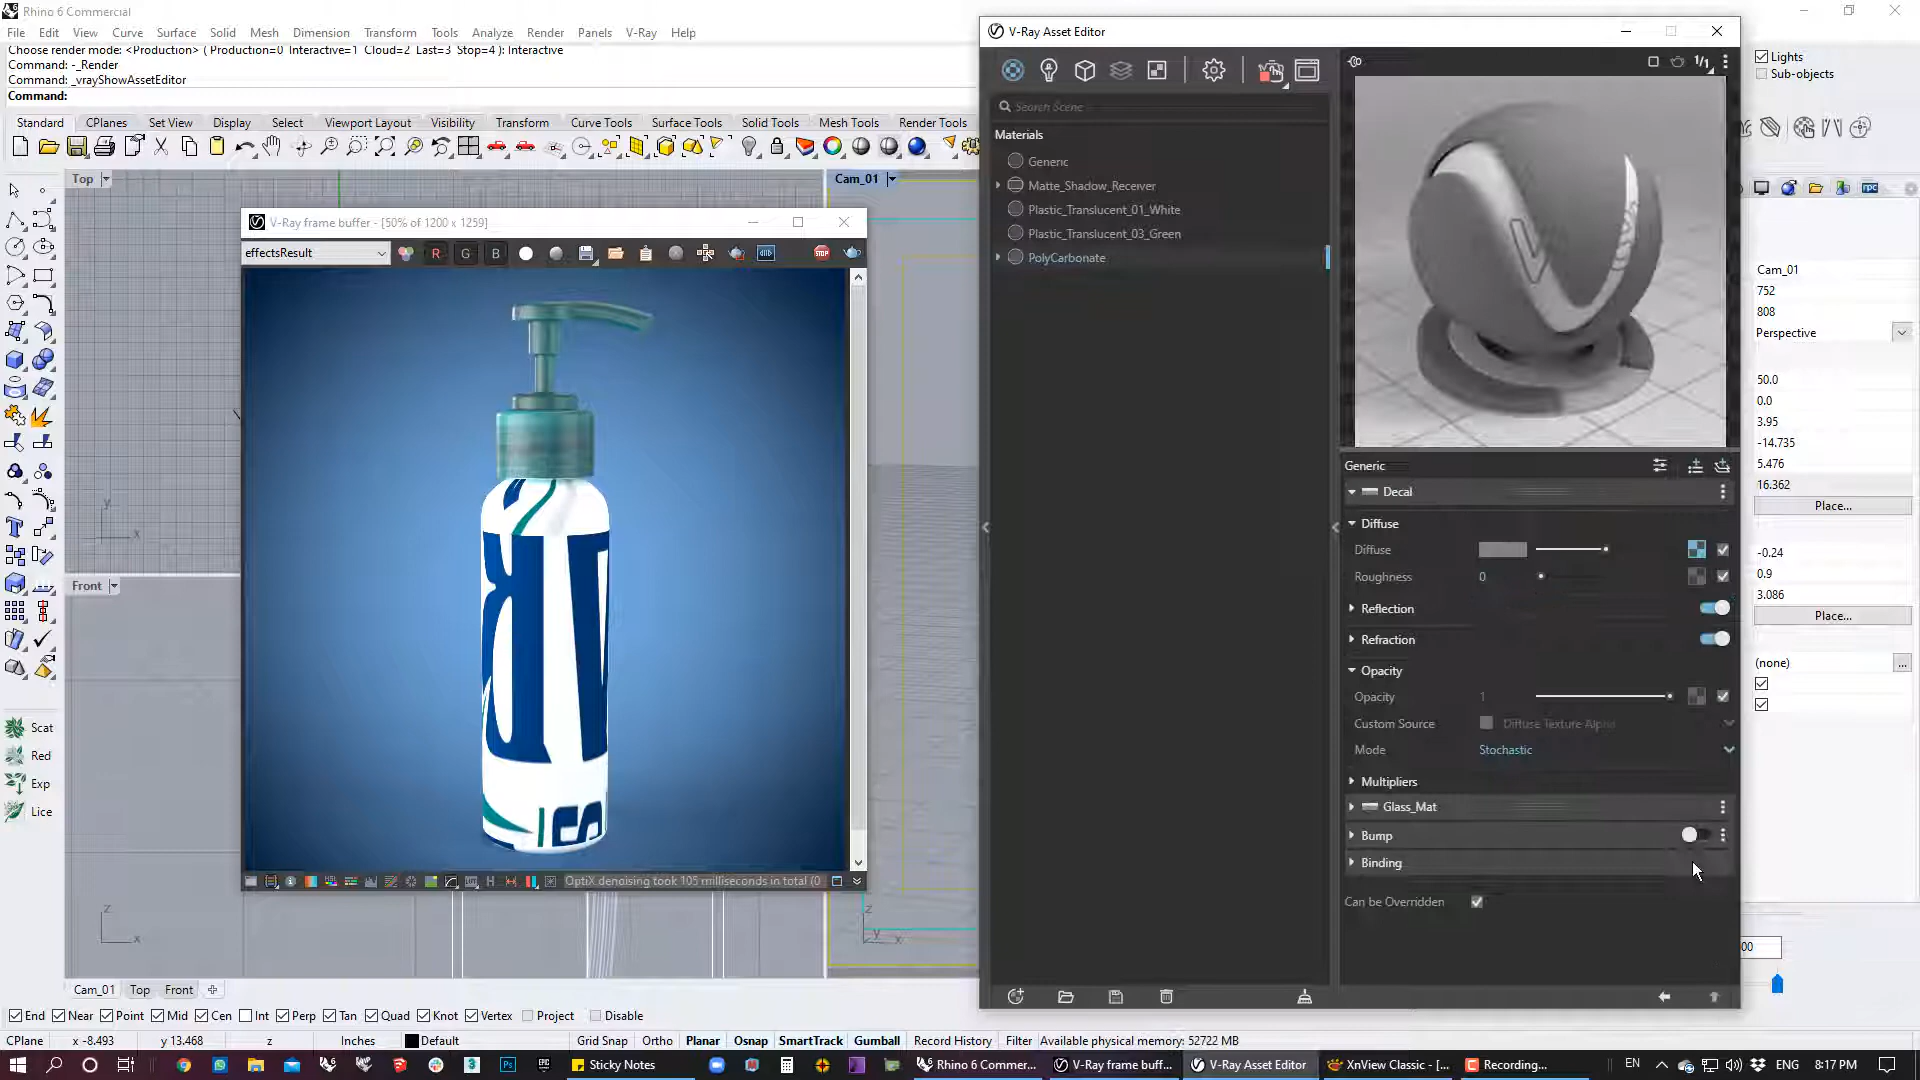 Rhino 6 Commercial
File Edit View Curve Surface Solid Mesh Dimension Transform Tools Analyze Render Panels V-Ray Help
Choose render mode: <Production> ( Production=0 Interactive=1 Cloud=2 Last=3 Stop=4 ): Interactive
Command: -_Render
Command: _vrayShowAssetEditor
Command:
Standard CPlanes Set View Display Select Viewport Layout Visibility Transform Curve Tools Surface Tools Solid Tools Mesh Tools Render Tools
Top
Cam_01
V-Ray frame buffer - [50% of 1200 x 1259]
effectsResult
R G B
OptiX denoising took 105 milliseconds in total (0
Front
Scat
Red
Exp
Lice
V-Ray Asset Editor
Search Scene
Materials
Generic
Matte_Shadow_Receiver
Plastic_Translucent_01_White
Plastic_Translucent_03_Green
PolyCarbonate
1/1
Generic
Decal
Diffuse
Diffuse
Roughness 0
Reflection
Refraction
Opacity
Opacity 1
Custom Source Diffuse Texture Alpha
Mode Stochastic
Multipliers
Glass_Mat
Bump
Binding
Can be Overridden
Lights
Sub-objects
Cam_01
752
808
Perspective
50.0
0.0
3.95
-14.735
5.476
16.362
Place...
-0.24
0.9
3.086
Place...
(none) ...
00
Cam_01 Top Front
End Near Point Mid Cen Int Perp Tan Quad Knot Vertex Project Disable
CPlane x -8.493 y 13.468 z Inches Default Grid Snap Ortho Planar Osnap SmartTrack Gumball Record History Filter Available physical memory: 52722 MB
Sticky Notes Rhino 6 Commer... V-Ray frame buff... V-Ray Asset Editor XnView Classic - [... Recording... EN ENG 8:17 PM